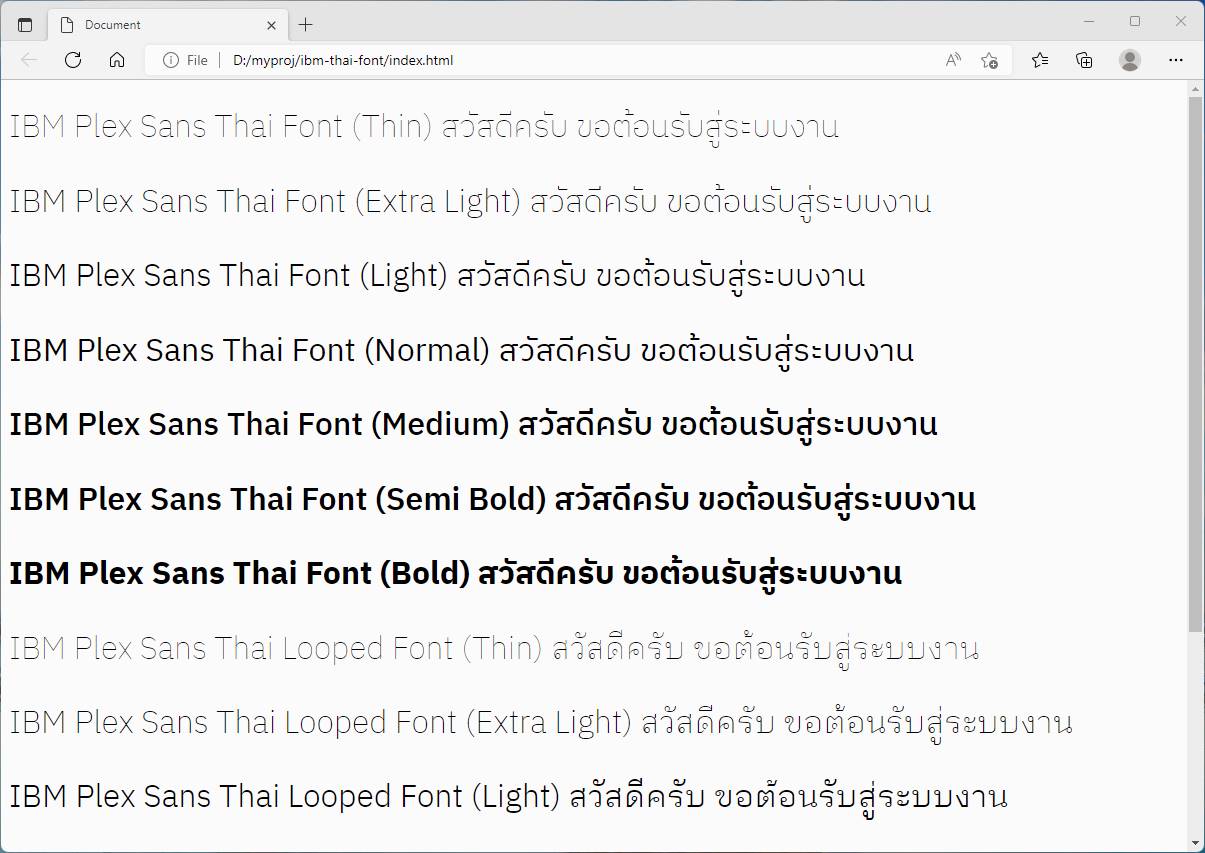 Document
File
D:/myproj/ibm-thai-font/index.html
IBM Plex Sans Thai Font (Thin) สวัสดีครับ ขอต้อนรับสู่ระบบงาน
IBM Plex Sans Thai Font (Extra Light) สวัสดีครับ ขอต้อนรับสู่ระบบงาน
IBM Plex Sans Thai Font (Light) สวัสดีครับ ขอต้อนรับสู่ระบบงาน
IBM Plex Sans Thai Font (Normal) สวัสดีครับ ขอต้อนรับสู่ระบบงาน
IBM Plex Sans Thai Font (Medium) สวัสดีครับ ขอต้อนรับสู่ระบบงาน
IBM Plex Sans Thai Font (Semi Bold) สวัสดีครับ ขอต้อนรับสู่ระบบงาน
IBM Plex Sans Thai Font (Bold) สวัสดีครับ ขอต้อนรับสู่ระบบงาน
IBM Plex Sans Thai Looped Font (Thin) สวัสดีครับ ขอต้อนรับสู่ระบบงาน
IBM Plex Sans Thai Looped Font (Extra Light) สวัสดีครับ ขอต้อนรับสู่ระบบงาน
IBM Plex Sans Thai Looped Font (Light) สวัสดีครับ ขอต้อนรับสู่ระบบงาน